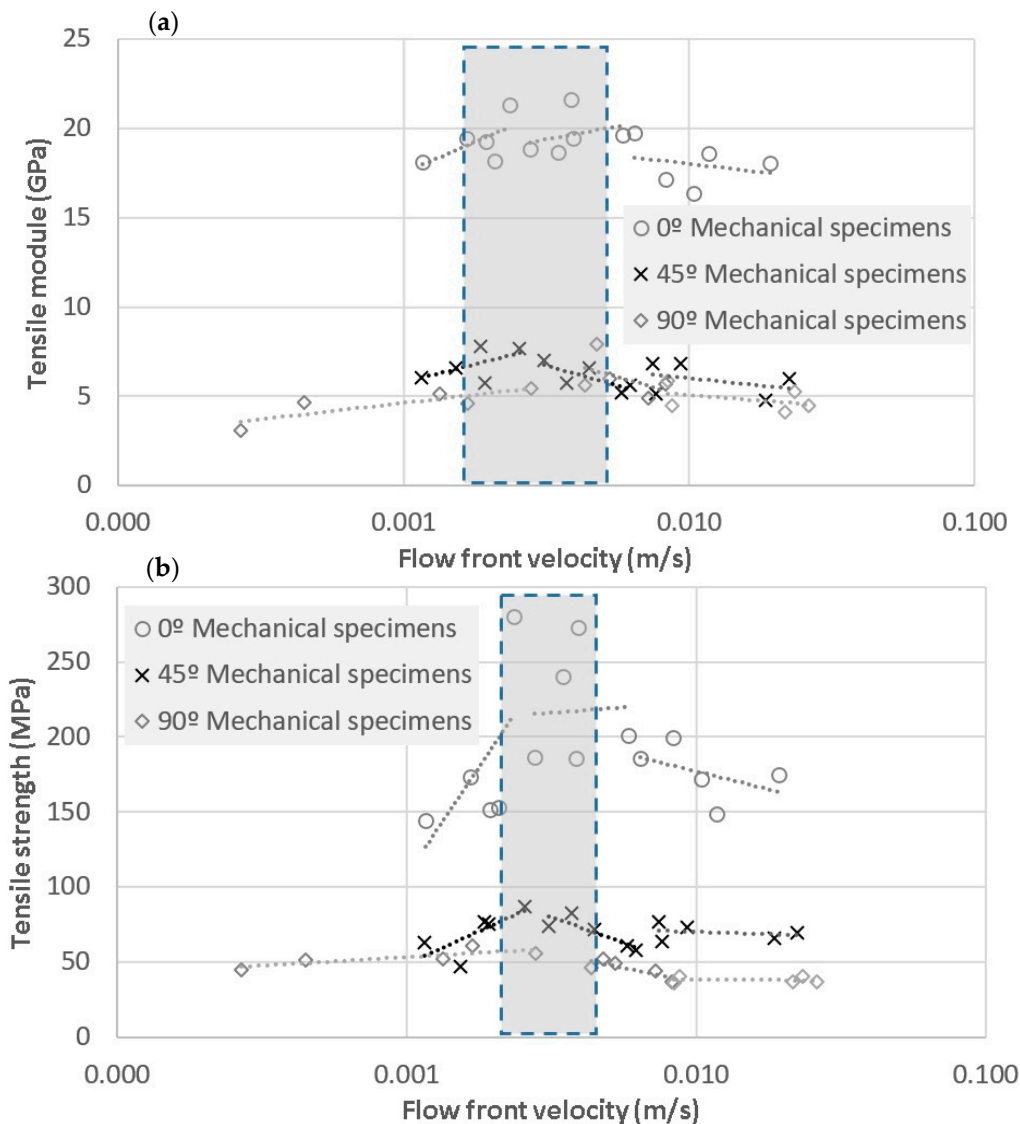 (a)
25
20
15
10
5
0
Tensile module (GPa)
0º Mechanical specimens
45º Mechanical specimens
90º Mechanical specimens
0.000 0.001 0.010 0.100
Flow front velocity (m/s)
(b)
300
250
200
150
100
50
0
Tensile strength (MPa)
0º Mechanical specimens
45º Mechanical specimens
90º Mechanical specimens
0.000 0.001 0.010 0.100
Flow front velocity (m/s)